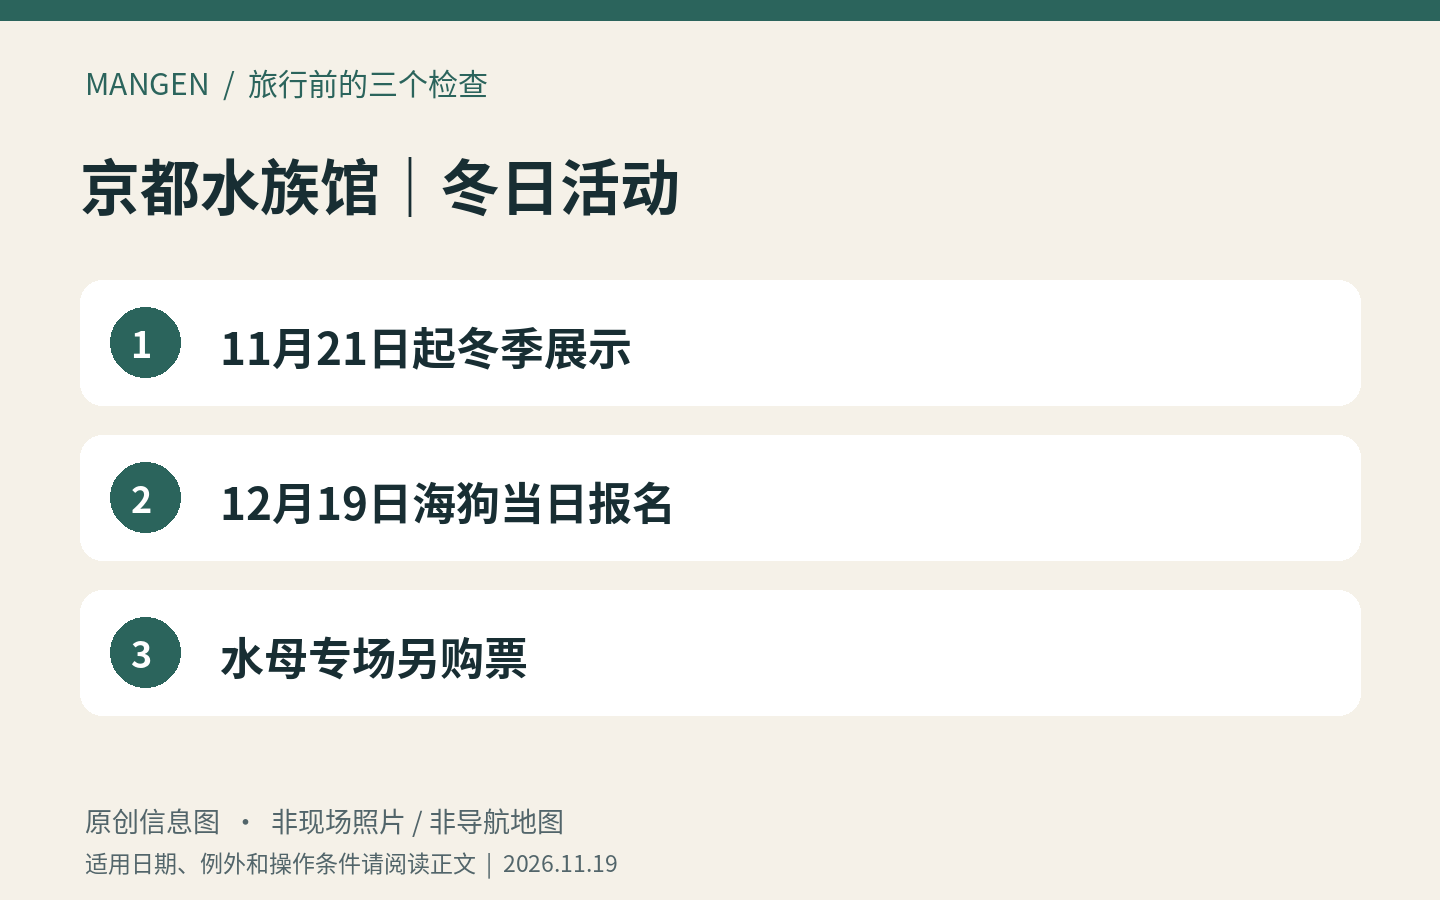 MANGEN / 旅行前的三个检查
京都水族馆｜冬日活动
1 11月21日起冬季展示
2 12月19日海狗当日报名
3 水母专场另购票
原创信息图 · 非现场照片 / 非导航地图
适用日期、例外和操作条件请阅读正文 | 2026.11.19